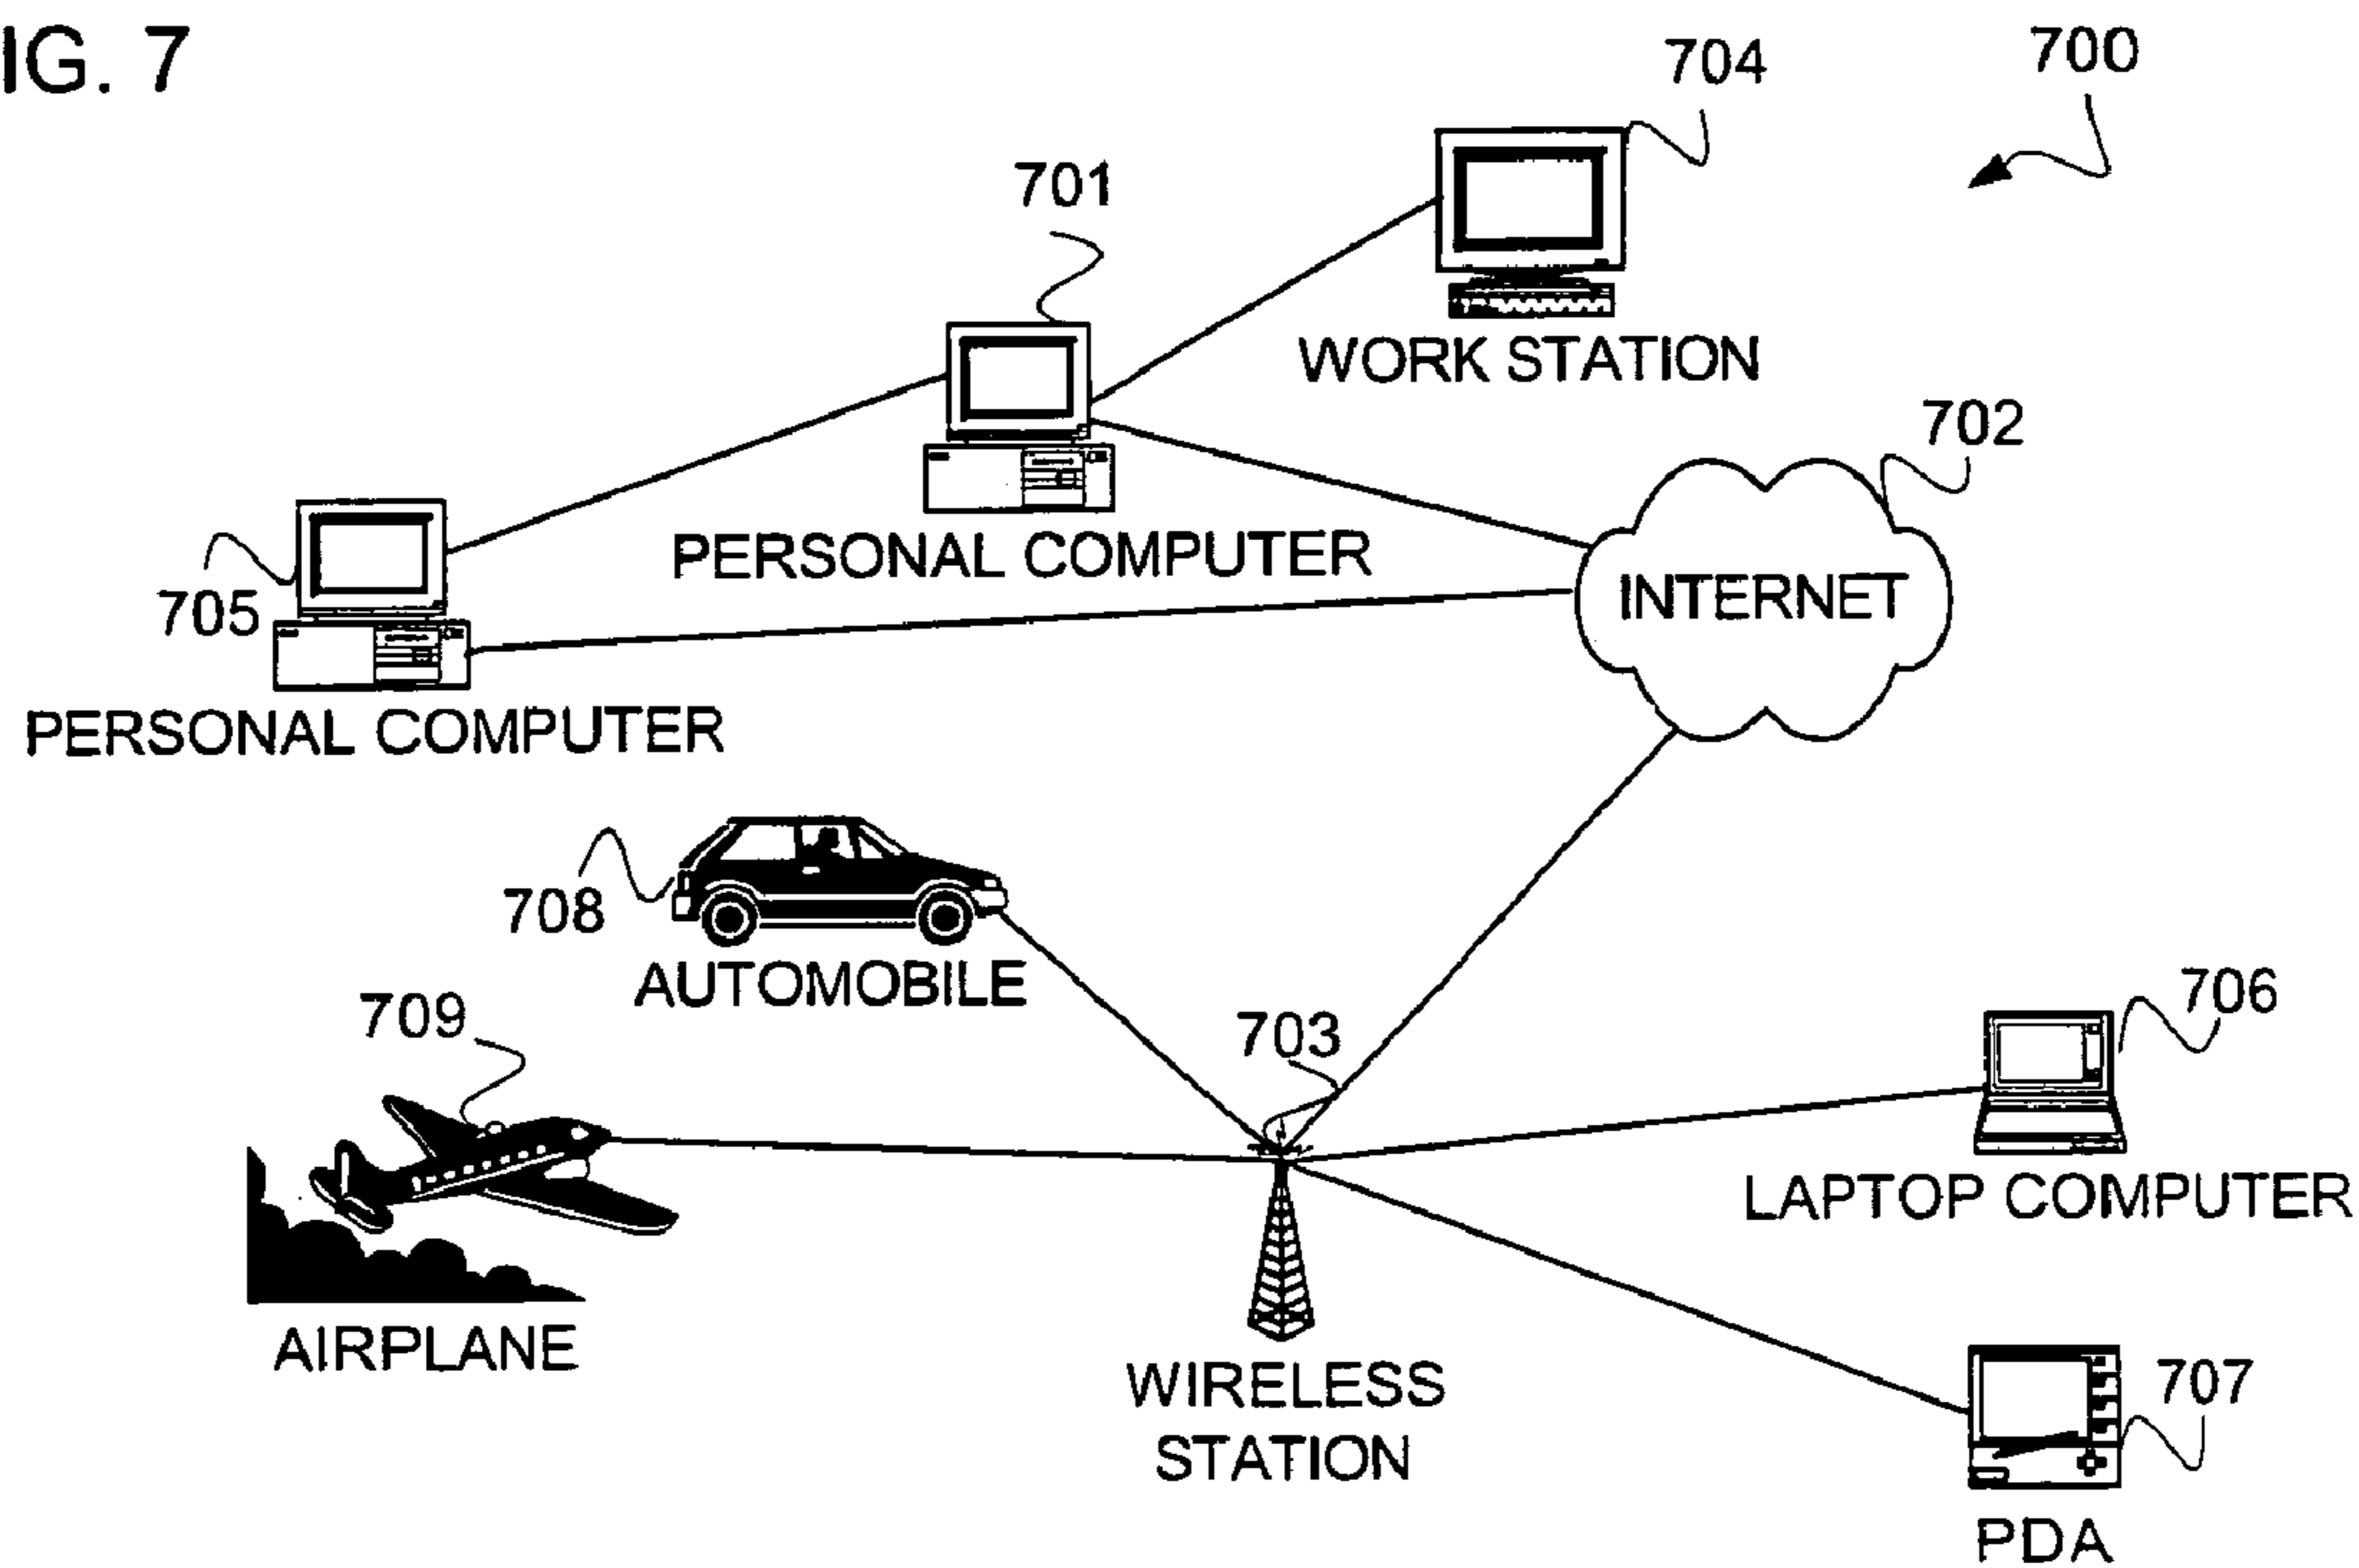 IG. 7
704
700
701
WORK STATION
702
PERSONAL COMPUTER
INTERNET
705
PERSONAL COMPUTER
708
AUTOMOBILE
709
703
706
LAPTOP COMPUTER
AIRPLANE
WIRELESS
STATION
707
PDA